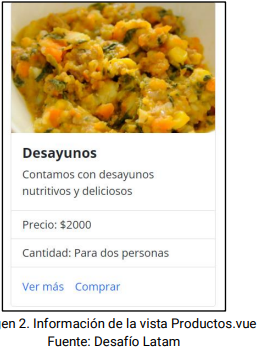 Desayunos
Contamos con desayunos
nutritivos y deliciosos
Precio: $2000
Cantidad: Para dos personas
Ver más Comprar
en 2. Información de la vista Productos.vue
Fuente: Desafío Latam